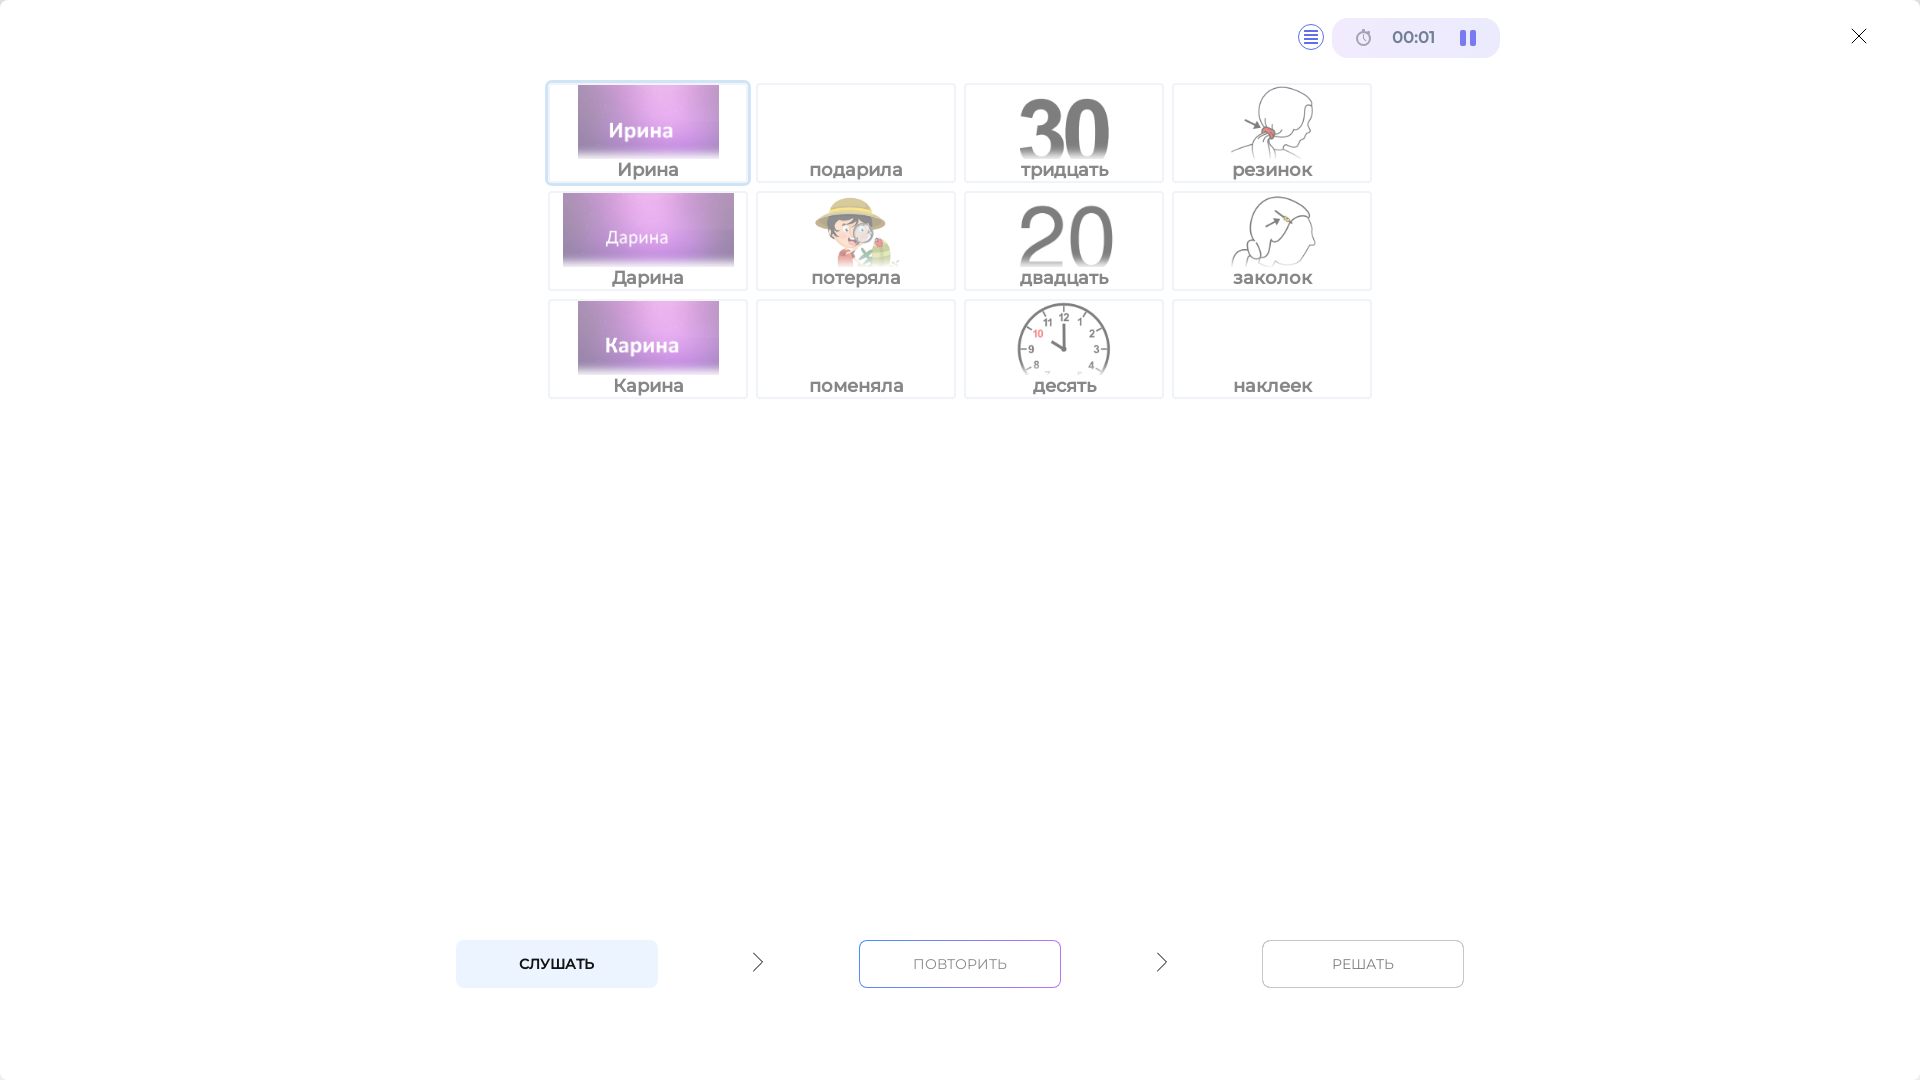 00:01
Ирина
30
Ирина
подарила
тридцать
резинок
Дарина
20
Дарина
потеряла
двадцать
заколок
Карина
12
11
1
10
2
9
3
8
4
Карина
поменяла
десять
наклеек
СЛУШАТЬ
ПОВТОРИТЬ
РЕШАТЬ